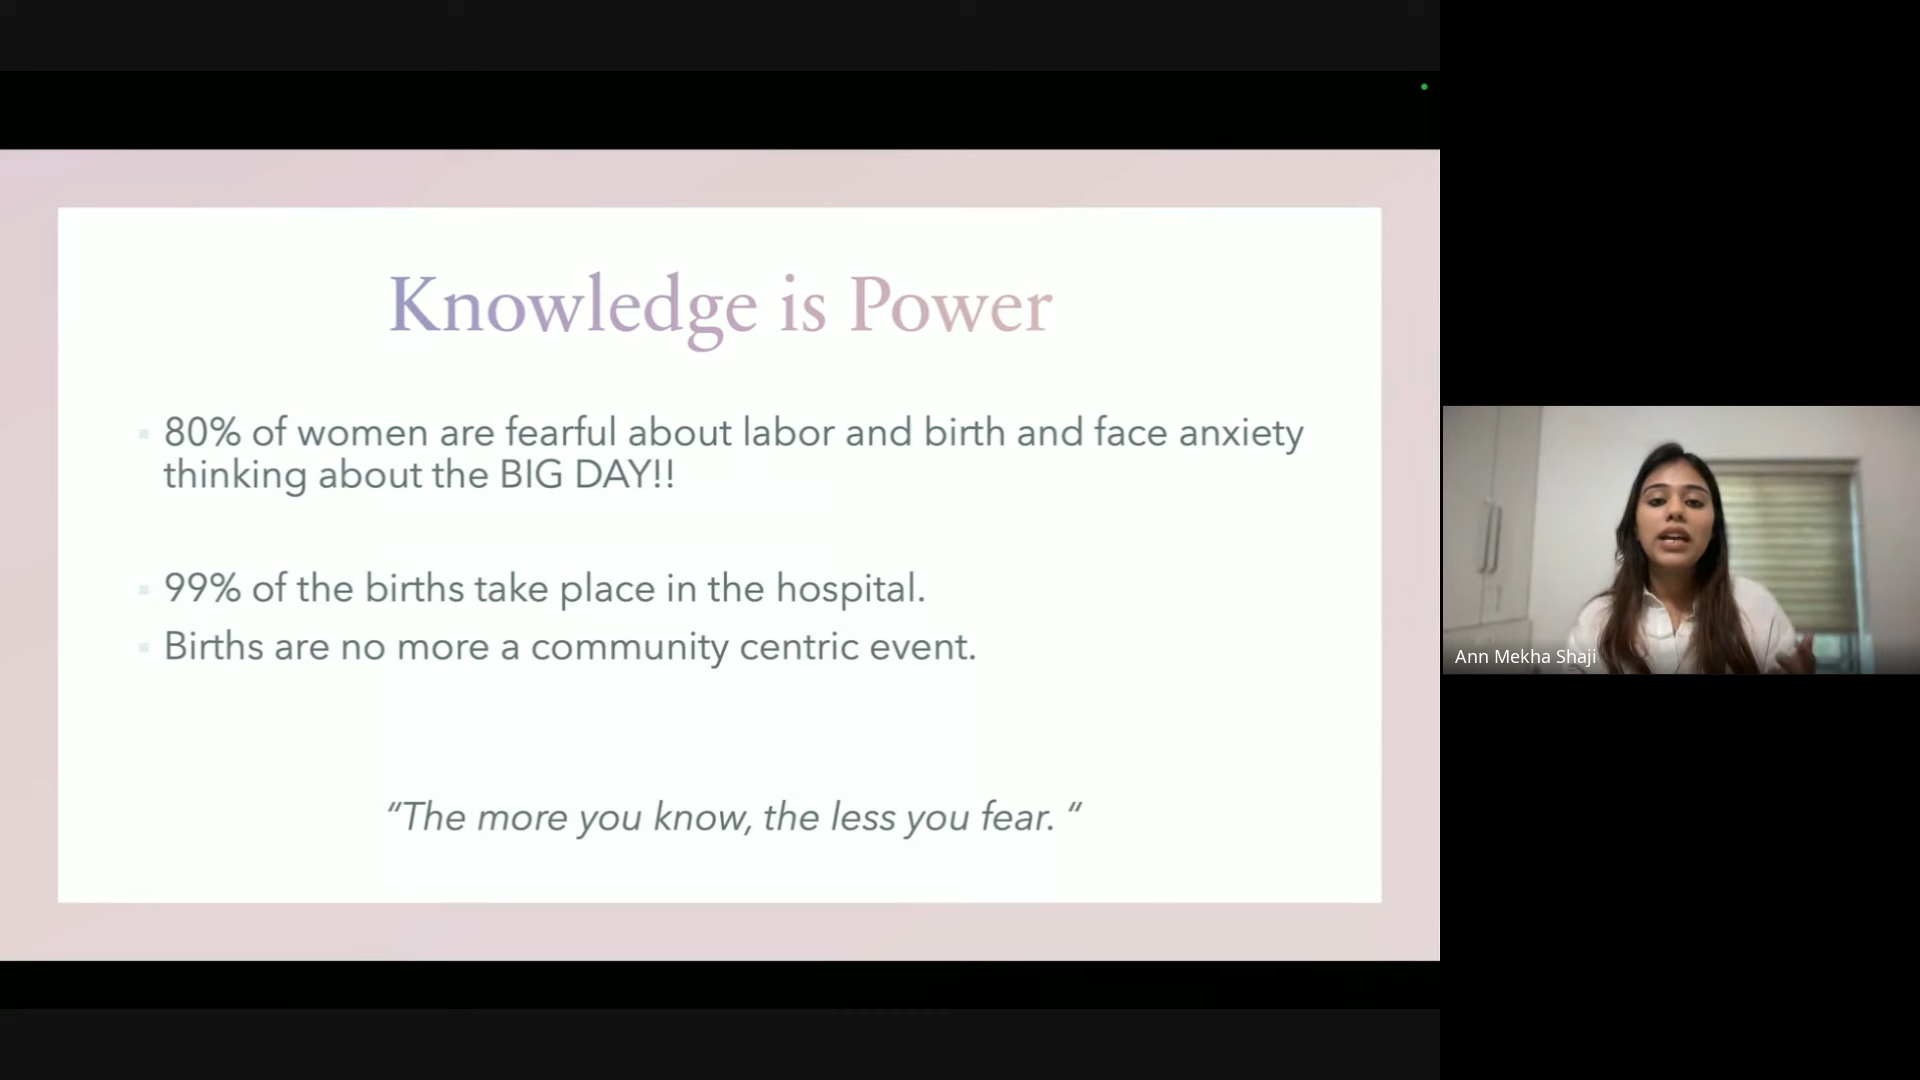 Knowledge is Power
80% of women are fearful about labor and birth and face anxiety
thinking about the BIG DAY!!
99% of the births take place in the hospital.
Births are no more a community centric event.
“The more you know, the less you fear. “
Ann Mekha Shaji